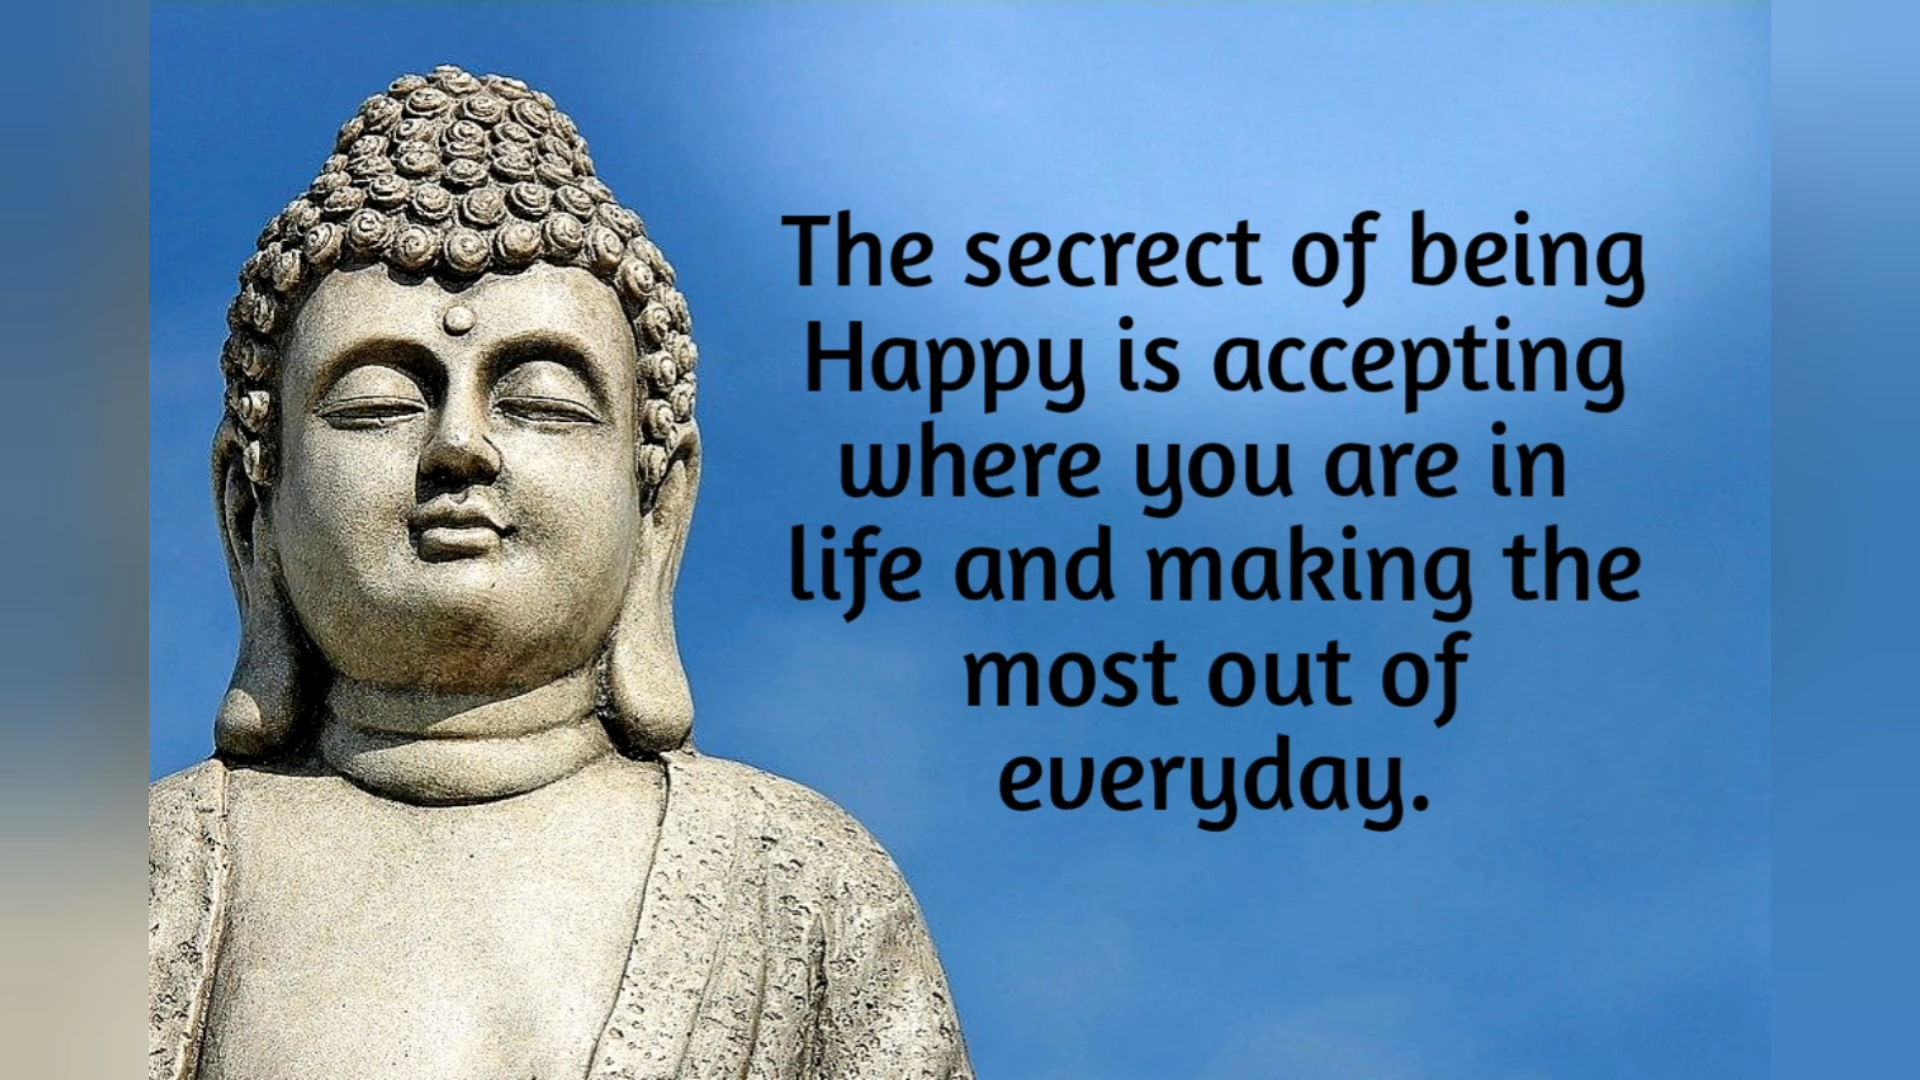 The secrect of being
Happy is accepting
where you are in
life and making the
most out of
everyday.